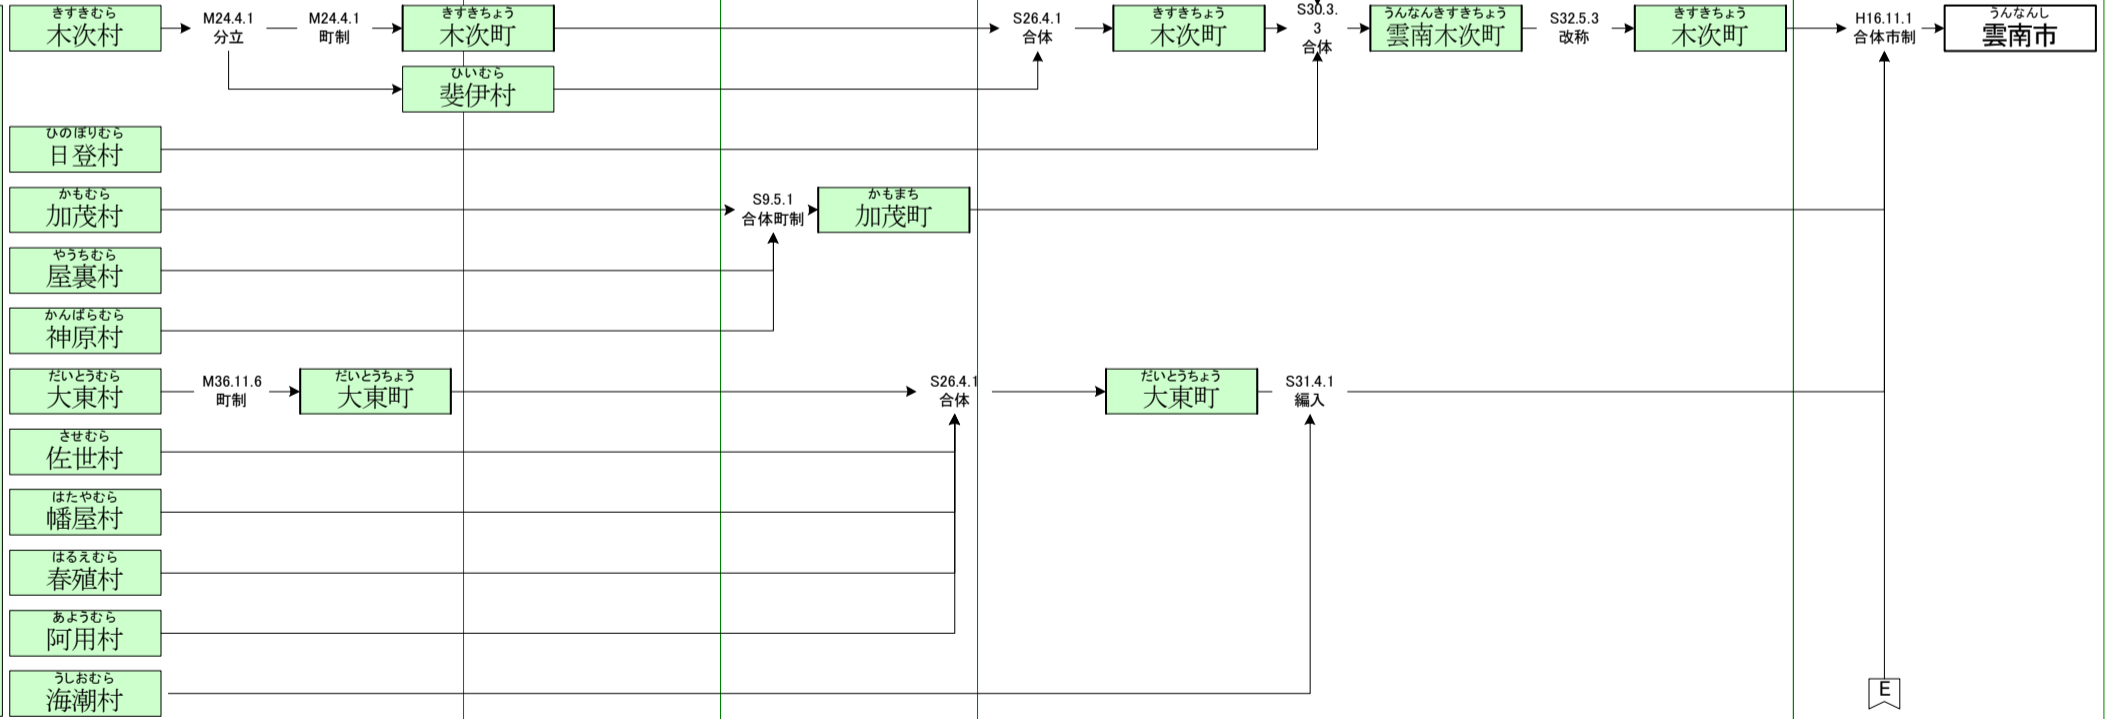 きすきむら
木次村
M24.4.1
分立
M24.4.1
町制
きすきちょう
木次町
S26.4.1
合体
きすきちょう
木次町
S30.3.
3
合体
うんなんきすきちょう
雲南木次町
S32.5.3
改称
きすきちょう
木次町
H16.11.1
合体市制
うんなんし
雲南市
ひいむら
斐伊村
ひのぼりむら
日登村
かもむら
加茂村
S9.5.1
合体町制
かもまち
加茂町
やうちむら
屋裏村
かんばらむら
神原村
だいとうむら
大東村
M36.11.6
町制
だいとうちょう
大東町
S26.4.1
合体
だいとうちょう
大東町
S31.4.1
編入
させむら
佐世村
はたやむら
幡屋村
はるえむら
春殖村
あようむら
阿用村
うしおむら
海潮村
E